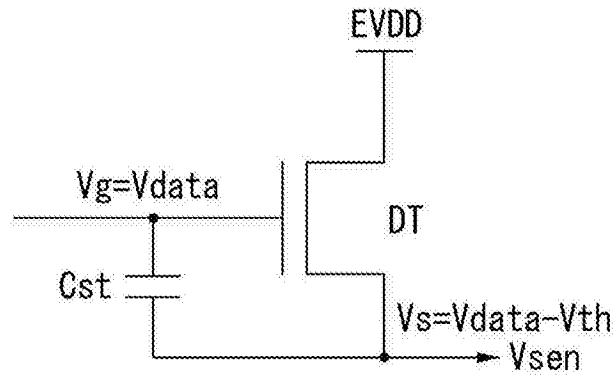 EVDD
Vg=Vdata
DT
Cst
Vs=Vdata-Vth
Vsen